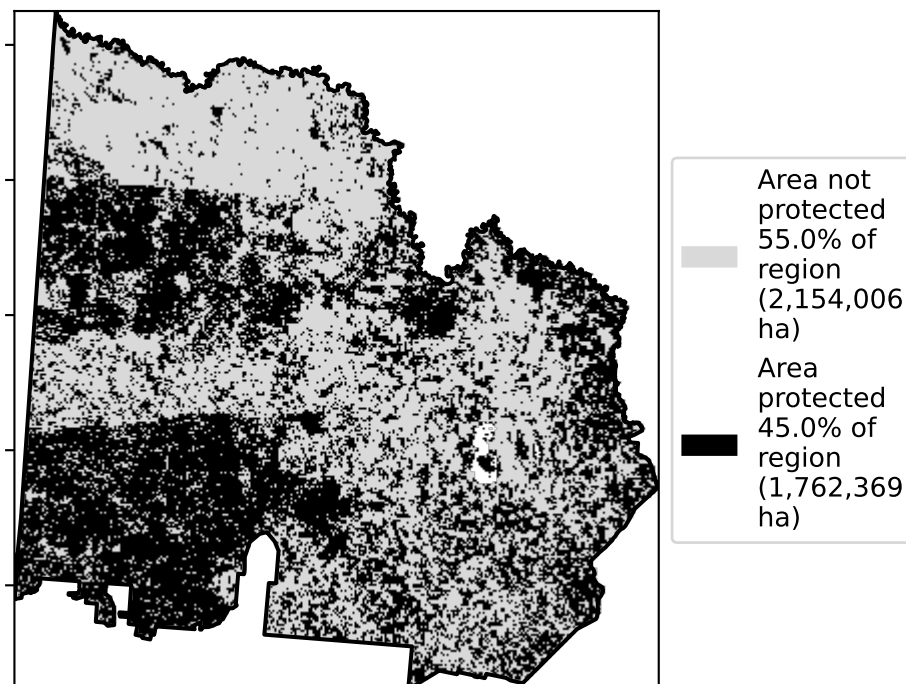 Area not
protected
55.0% of
region
(2,154,006
ha)
Area
protected
45.0% of
region
(1,762,369
ha)